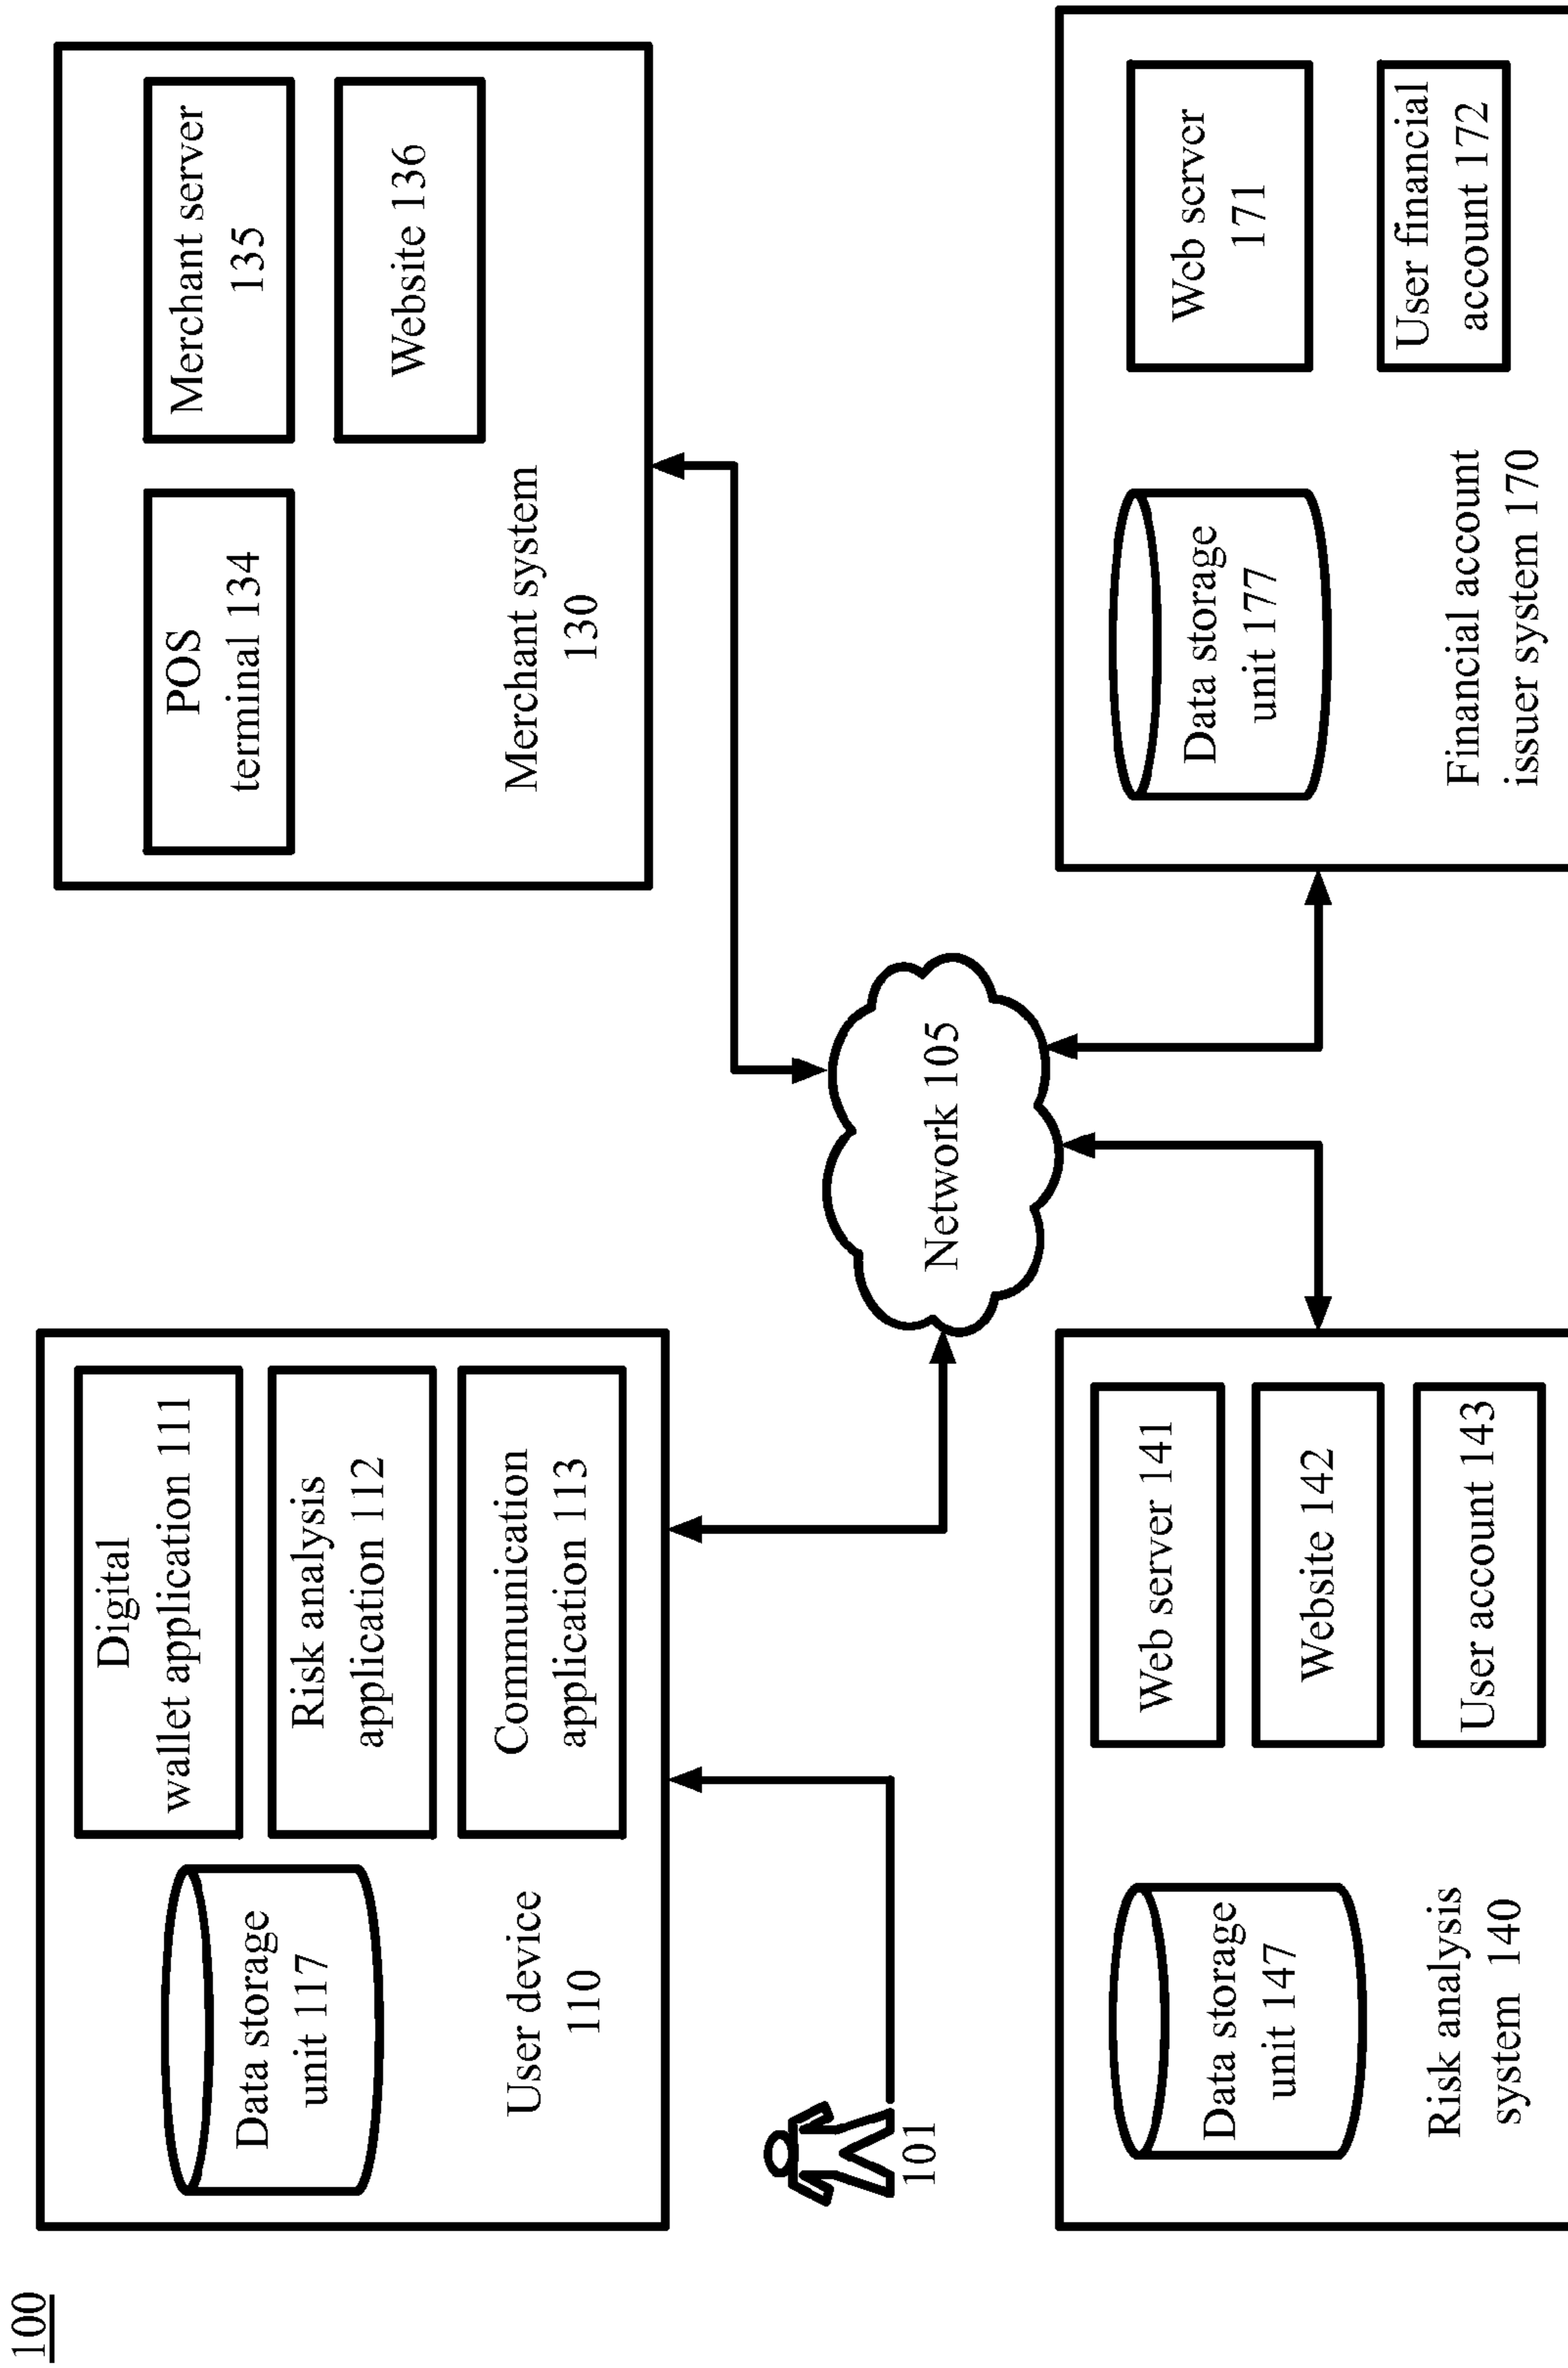 100
Digital
wallet application 111
Data storage
unit 117
Risk analysis
application 112
Communication
application 113
User device
110
POS
terminal 134
Merchant server
135
Website 136
Merchant system
130
101
Network 105
Data storage
unit 147
Web server 141
Website 142
User account 143
Risk analysis
system 140
Data storage
unit 177
Web server
171
User financial
account 172
Financial account
issuer system 170